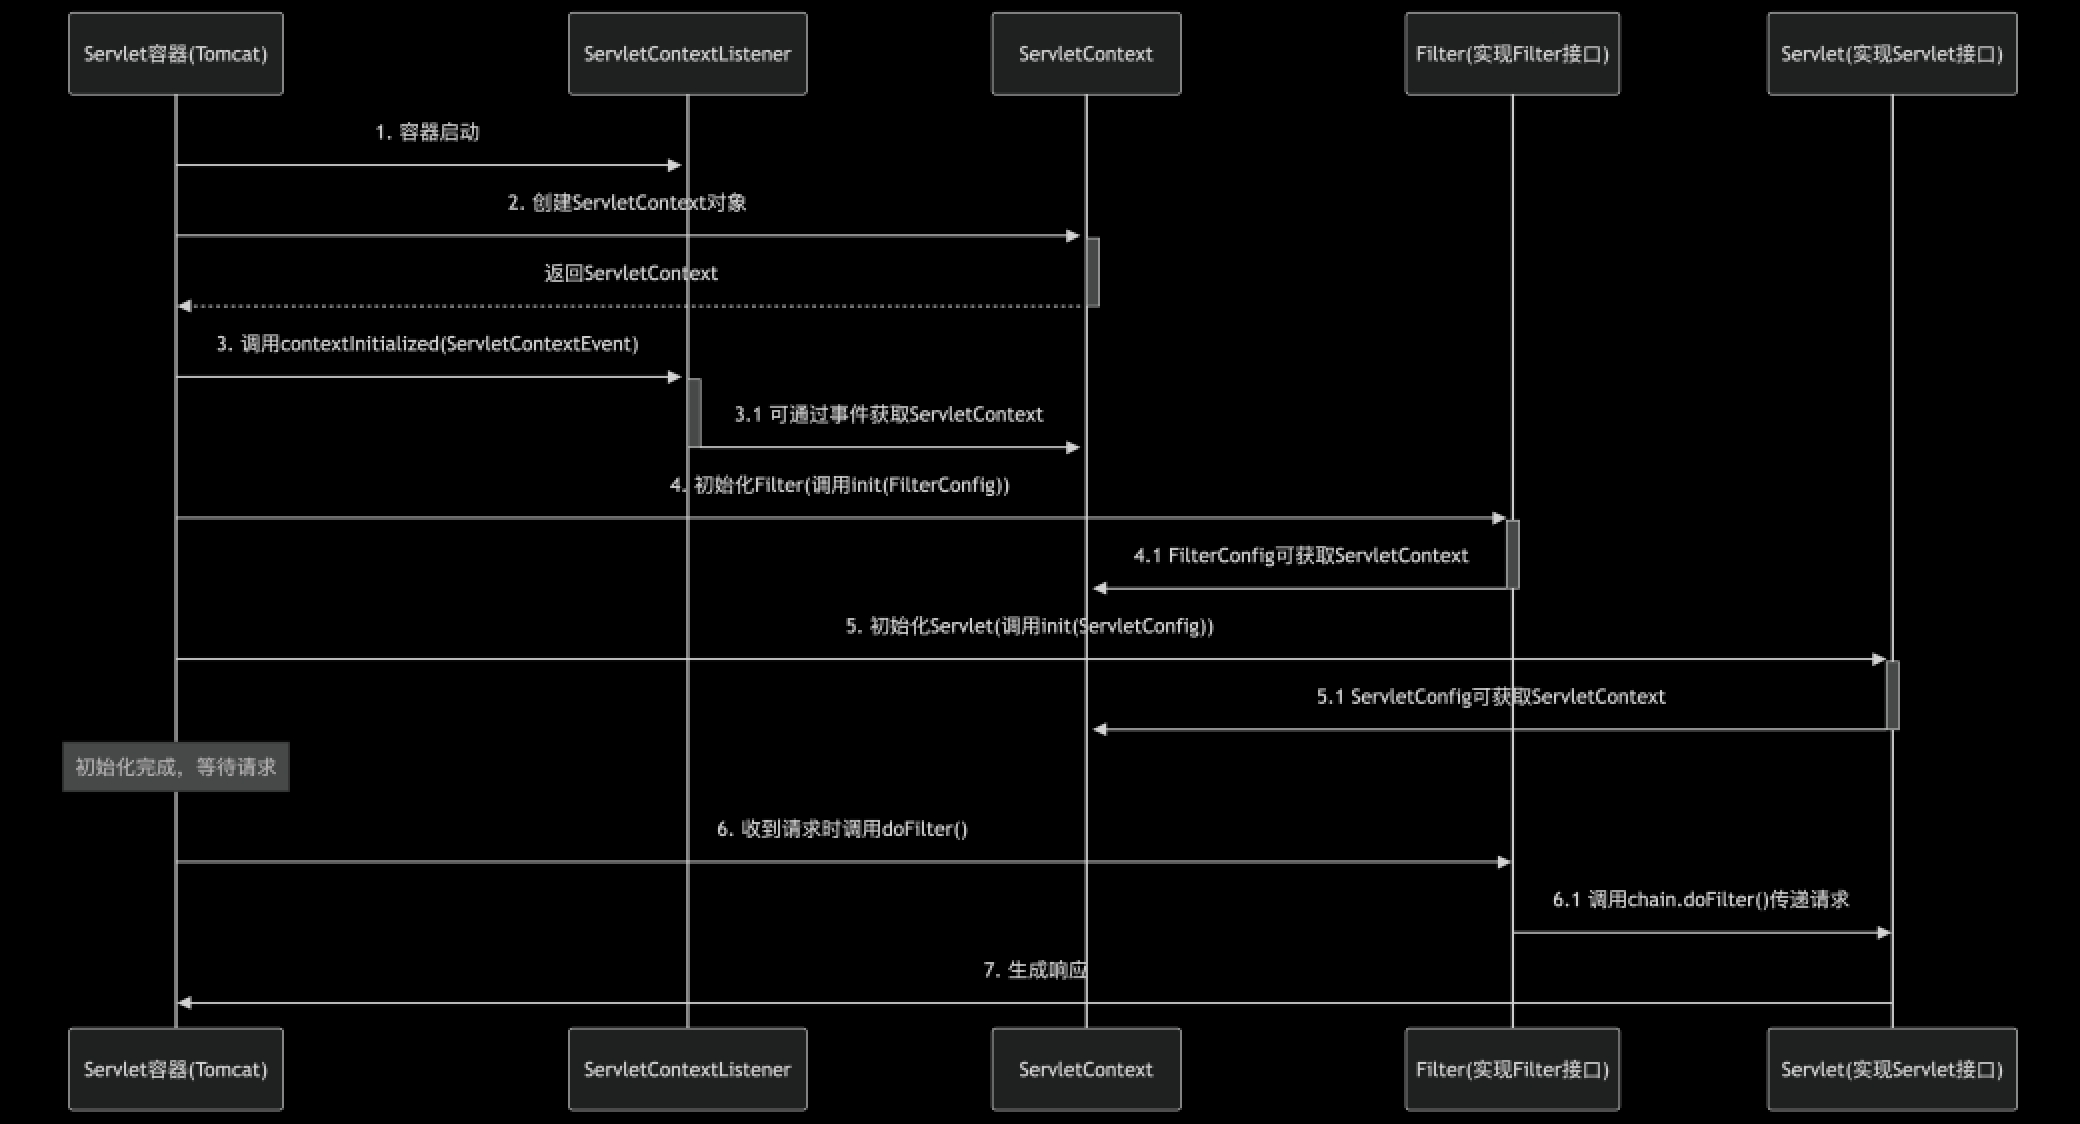 Servlet容器(Tomcat)
ServletContextListener
ServletContext
Filter(实现Filter接口)
Servlet(实现Servlet接口)
1. 容器启动
2. 创建ServletContext对象
返回ServletContext
3. 调用contextInitialized(ServletContextEvent)
3.1 可通过事件获取ServletContext
4. 初始化Filter(调用init(FilterConfig))
4.1 FilterConfig可获取ServletContext
5. 初始化Servlet(调用init(ServletConfig))
5.1 ServletConfig可获取ServletContext
初始化完成，等待请求
6. 收到请求时调用doFilter()
6.1 调用chain.doFilter()传递请求
7. 生成响应
Servlet容器(Tomcat)
ServletContextListener
ServletContext
Filter(实现Filter接口)
Servlet(实现Servlet接口)